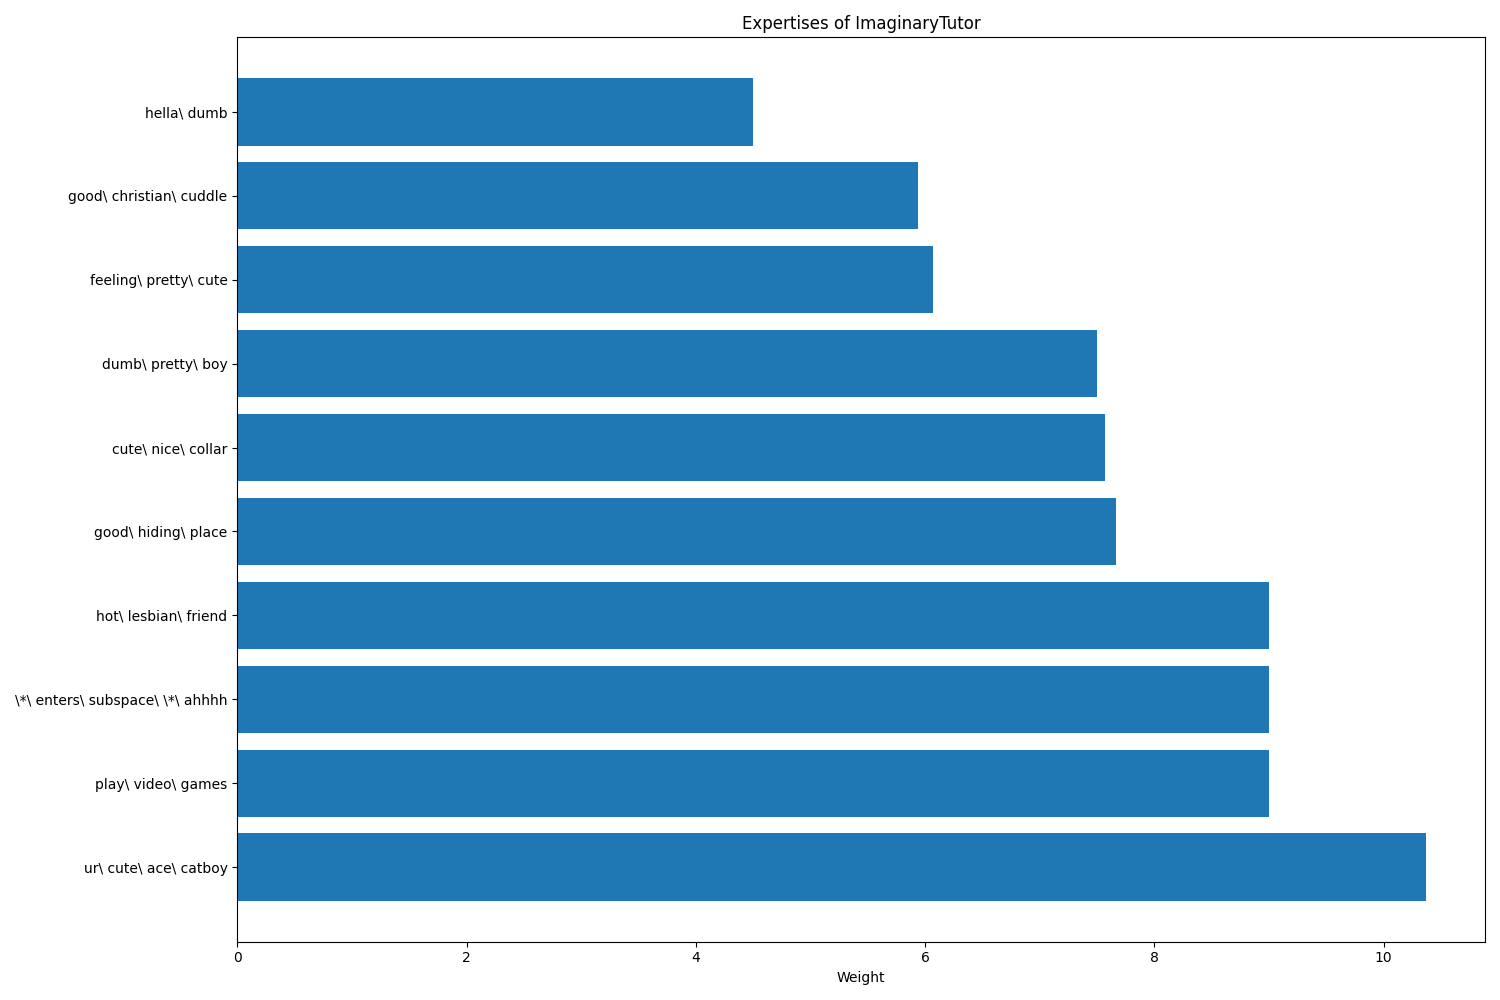 Expertises of ImaginaryTutor
hella\ dumb
good\ christian\ cuddle
feeling\ pretty\ cute
dumb\ pretty\ boy
cute\ nice\ collar
good\ hiding\ place
hot\ lesbian\ friend
\*\ enters\ subspace\ \*\ ahhhh
play\ video\ games
ur\ cute\ ace\ catboy
0 2 4 6 8 10
Weight